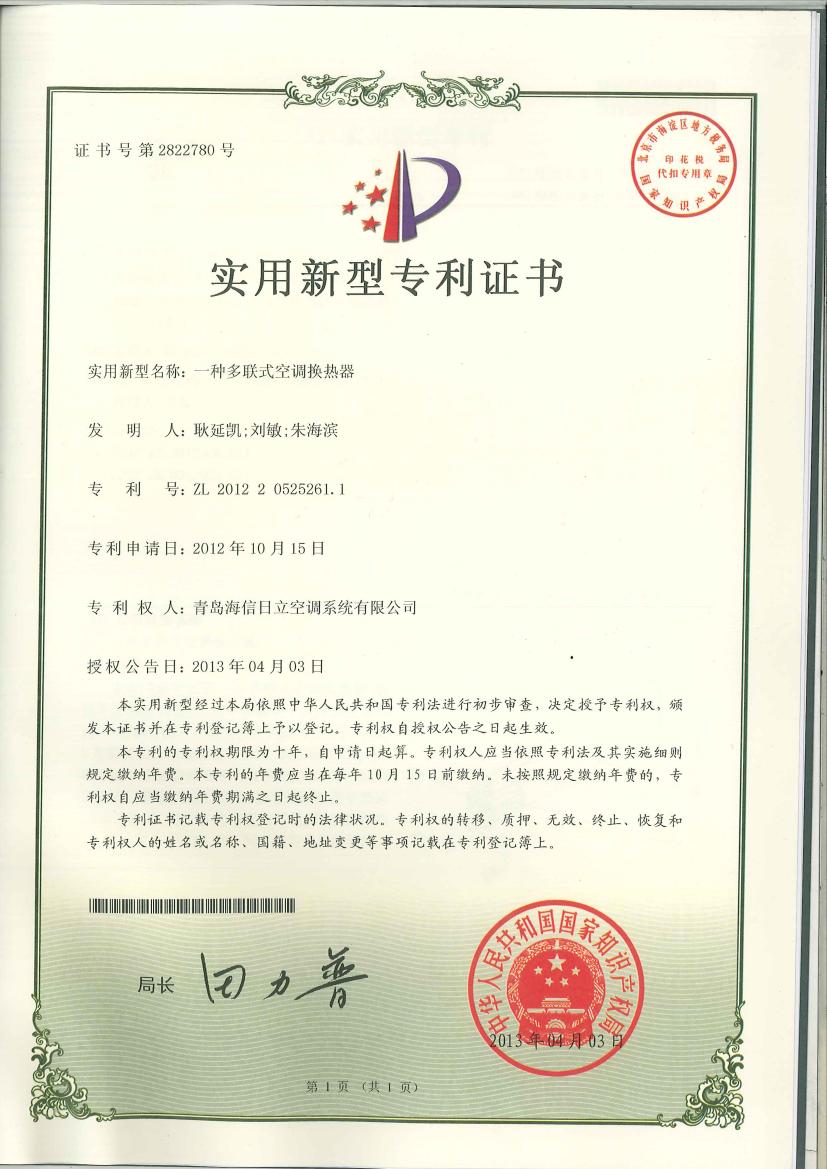 证书号第2822780号
北京市海淀区地方税务局
印花税
代扣专用章
国家知识产权局
实用新型专利证书
实用新型名称：一种多联式空调换热器
发明人：耿延凯;刘敏;朱海滨
专利号：ZL 2012 2 0525261.1
专利申请日：2012年10月15日
专利权人：青岛海信日立空调系统有限公司
授权公告日：2013年04月03日
本实用新型经过本局依照中华人民共和国专利法进行初步审查，决定授予专利权，颁
发本证书并在专利登记簿上予以登记。专利权自授权公告之日起生效。
本专利的专利权期限为十年，自申请日起算。专利权人应当依照专利法及其实施细则
规定缴纳年费。本专利的年费应当在每年10月15日前缴纳。未按照规定缴纳年费的，专
利权自应当缴纳年费期满之日起终止。
专利证书记载专利权登记时的法律状况。专利权的转移、质押、无效、终止、恢复和
专利权人的姓名或名称、国籍、地址变更等事项记载在专利登记簿上。
局长 田力普
中华人民共和国国家知识产权局
2013年04月03日
第1页（共1页）